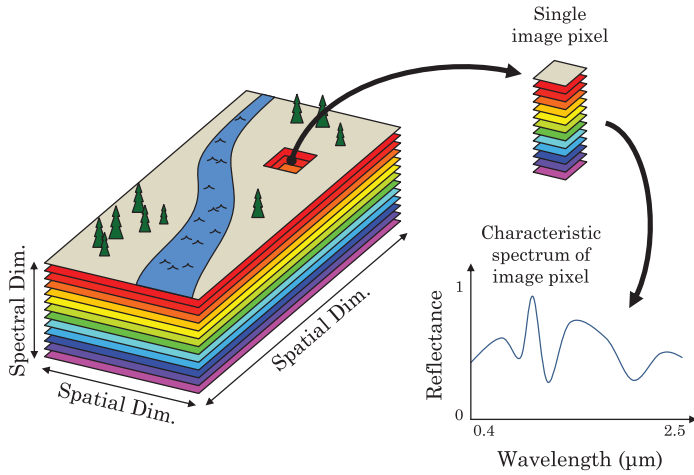 Single
image pixel
Spectral Dim.
Spatial Dim.
Spatial Dim.
Characteristic
spectrum of
image pixel
1
Reflectance
0
0.4
2.5
Wavelength (µm)